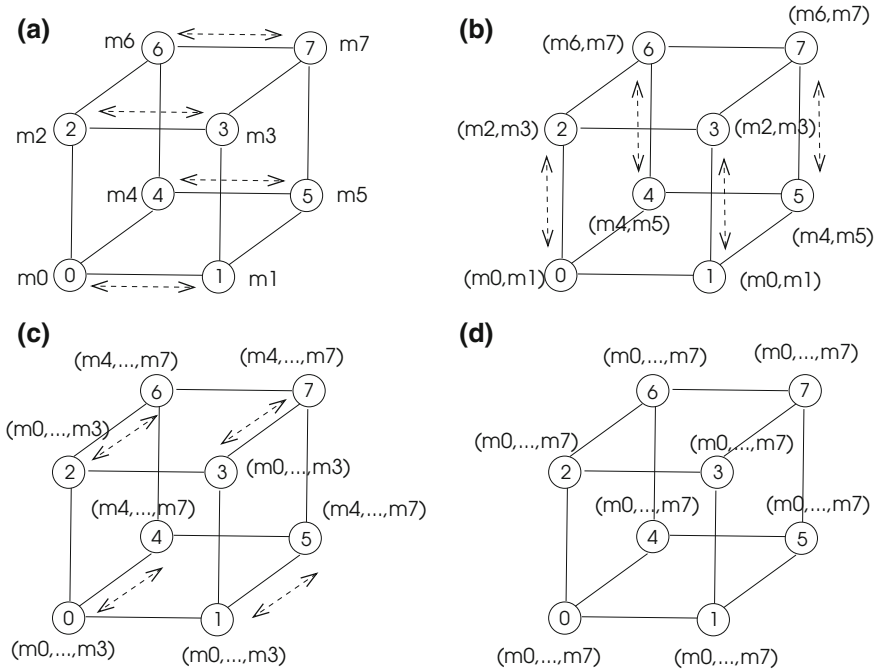 (a)
m6 6 7 m7
m2 2 3 m3
m4 4 5 m5
m0 0 1 m1
(b)
(m6,m7)
(m6,m7) 6 7
(m2,m3) 2 3 (m2,m3)
4 5
(m4,m5)
(m4,m5)
(m0,m1) 0 1 (m0,m1)
(c)
(m4,...,m7) (m4,...,m7)
6 7
(m0,...,m3)
2 3 (m0,...,m3)
(m4,...,m7) (m4,...,m7)
4 5
0 1
(m0,...,m3) (m0,...,m3)
(d)
(m0,...,m7) (m0,...,m7)
6 7
(m0,...,m7) (m0,...,m7)
2 3
(m0,...,m7) (m0,...,m7)
4 5
0 1
(m0,...,m7) (m0,...,m7)